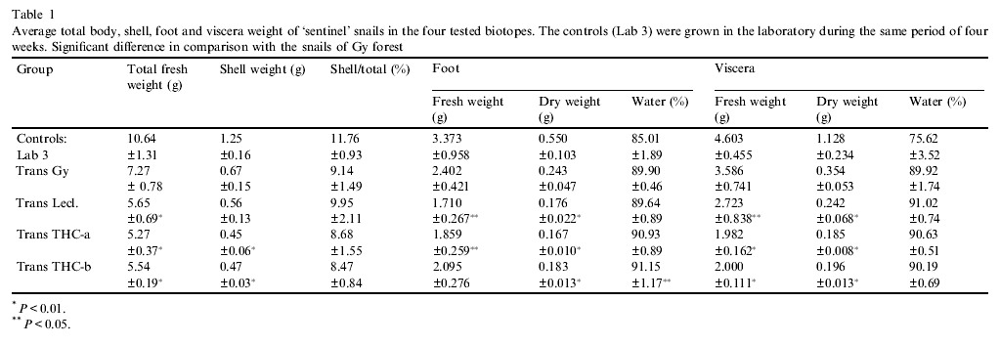 Table 1
Average total body, shell, foot and viscera weight of 'sentinel' snails in the four tested biotopes. The controls (Lab 3) were grown in the laboratory during the same period of four
weeks. Significant difference in comparison with the snails of Gy forest
Group Total fresh weight (g) Shell weight (g) Shell/total (%) Foot Viscera
Fresh weight (g) Dry weight (g) Water (%) Fresh weight (g) Dry weight (g) Water (%)
Controls: 10.64 1.25 11.76 3.373 0.550 85.01 4.603 1.128 75.62
Lab 3 ±1.31 ±0.16 ±0.93 ±0.958 ±0.103 ±1.89 ±0.455 ±0.234 ±3.52
Trans Gy 7.27 0.67 9.14 2.402 0.243 89.90 3.586 0.354 89.92
± 0.78 ±0.15 ±1.49 ±0.421 ±0.047 ±0.46 ±0.741 ±0.053 ±1.74
Trans Lecl. 5.65 0.56 9.95 1.710 0.176 89.64 2.723 0.242 91.02
±0.69* ±0.13 ±2.11 ±0.267** ±0.022* ±0.89 ±0.838** ±0.068* ±0.74
Trans THC-a 5.27 0.45 8.68 1.859 0.167 90.93 1.982 0.185 90.63
±0.37* ±0.06* ±1.55 ±0.259** ±0.010* ±0.89 ±0.162* ±0.008* ±0.51
Trans THC-b 5.54 0.47 8.47 2.095 0.183 91.15 2.000 0.196 90.19
±0.19* ±0.03* ±0.84 ±0.276 ±0.013* ±1.17** ±0.111* ±0.013* ±0.69
* P<0.01.
** P<0.05.